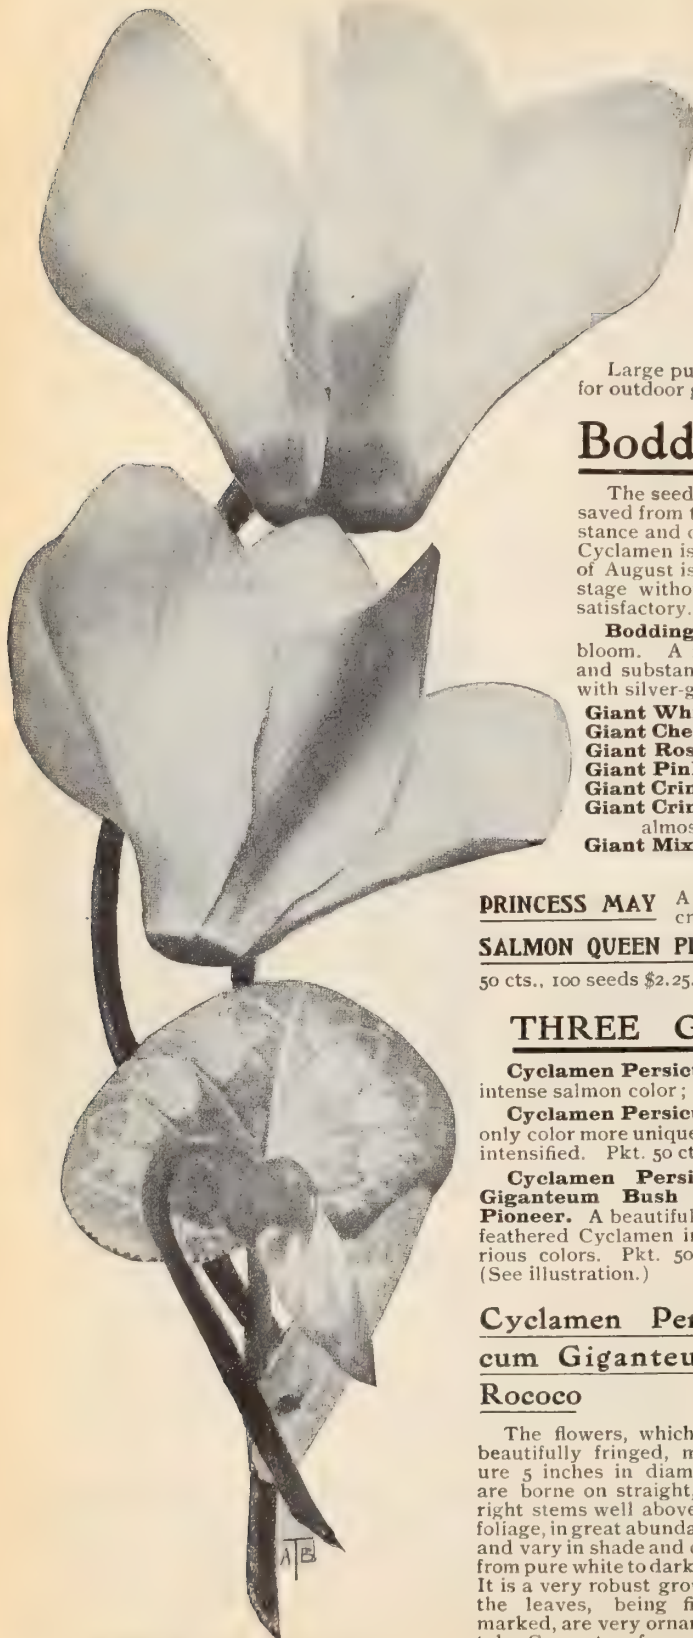 Large pu
for outdoor g
Bodd
The seed
saved from t
stance and c
Cyclamen is
of August is
stage witho
satisfactory.
Bodding
bloom. A
and substan
with silver-g
Giant Wh
Giant Che
Giant Ros
Giant Pin
Giant Crin
Giant Crin
almos
Giant Mix
PRINCESS MAY A
cr
SALMON QUEEN P
50 cts., 100 seeds $2.25.
THREE G
Cyclamen Persic
intense salmon color;
Cyclamen Persic
only color more unique
intensified. Pkt. 50 ct
Cyclamen Persi
Giganteum Bush
Pioneer. A beautiful
feathered Cyclamen in
rious colors. Pkt. 50
(See illustration.)
Cyclamen Per
cum Giganteu
Rococo
The flowers, which
beautifully fringed, m
ure 5 inches in diam
are borne on straight,
right stems well above
foliage, in great abunda
and vary in shade and c
from pure white to dark
It is a very robust grow
the leaves, being fi
marked, are very ornar
ATB